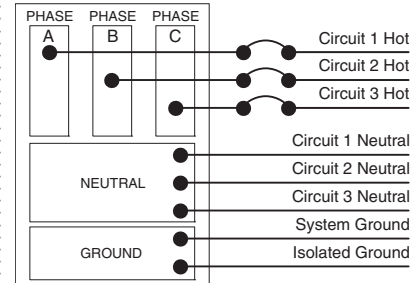 PHASE PHASE PHASE
A B C
Circuit 1 Hot
Circuit 2 Hot
Circuit 3 Hot
Circuit 1 Neutral
NEUTRAL
Circuit 2 Neutral
Circuit 3 Neutral
System Ground
GROUND
Isolated Ground